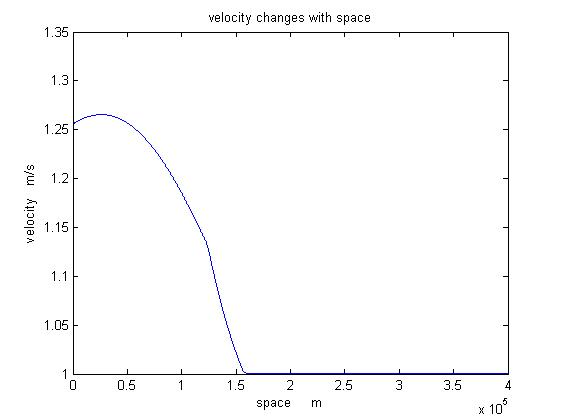 velocity changes with space
1.35
1.3
1.25
1.2
1.15
1.1
1.05
1
velocity m/s
0 0.5 1 1.5 2 2.5 3 3.5 4
space m
x 10^5